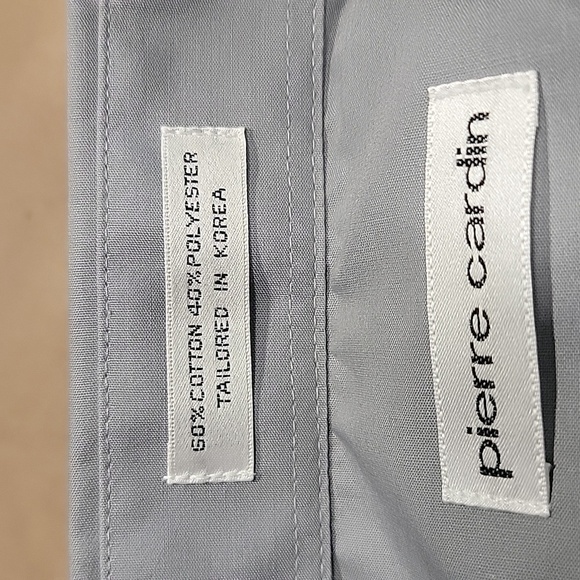 60% COTTON 40% POLYESTER
TAILORED IN KOREA
pierre cardin